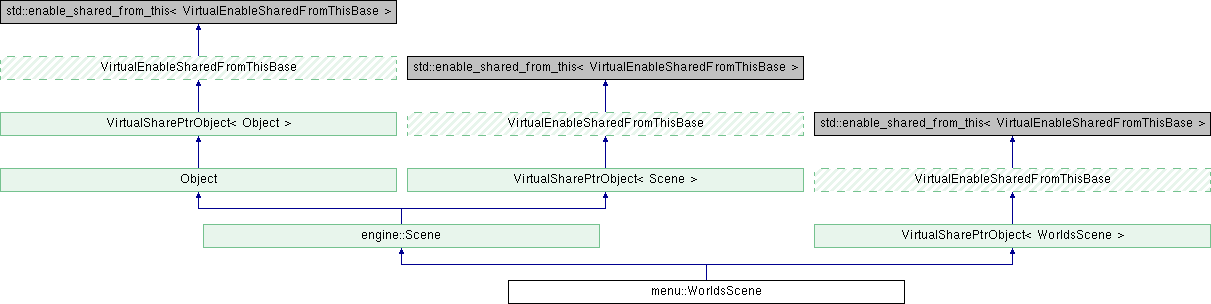 std::enable_shared_from_this< VirtualEnableSharedFromThisBase >
VirtualEnableSharedFromThisBase
std::enable_shared_from_this< VirtualEnableSharedFromThisBase >
VirtualSharePtrObject< Object >
VirtualEnableSharedFromThisBase
std::enable_shared_from_this< VirtualEnableSharedFromThisBase >
Object
VirtualSharePtrObject< Scene >
VirtualEnableSharedFromThisBase
engine::Scene
VirtualSharePtrObject< WorldsScene >
menu::WorldsScene